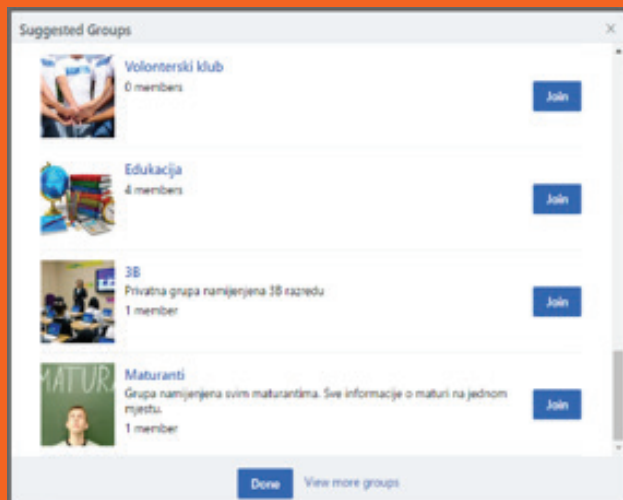 Suggested Groups
Volonterski klub
0 members
Join
Edukacija
4 members
Join
3B
Privatna grupa namijenjena 3B razredu
1 member
Join
MATURA
Maturanti
Grupa namijenjena svim maturantima. Sve informacije o maturi na jednom
mjestu.
1 member
Join
Done
View more groups